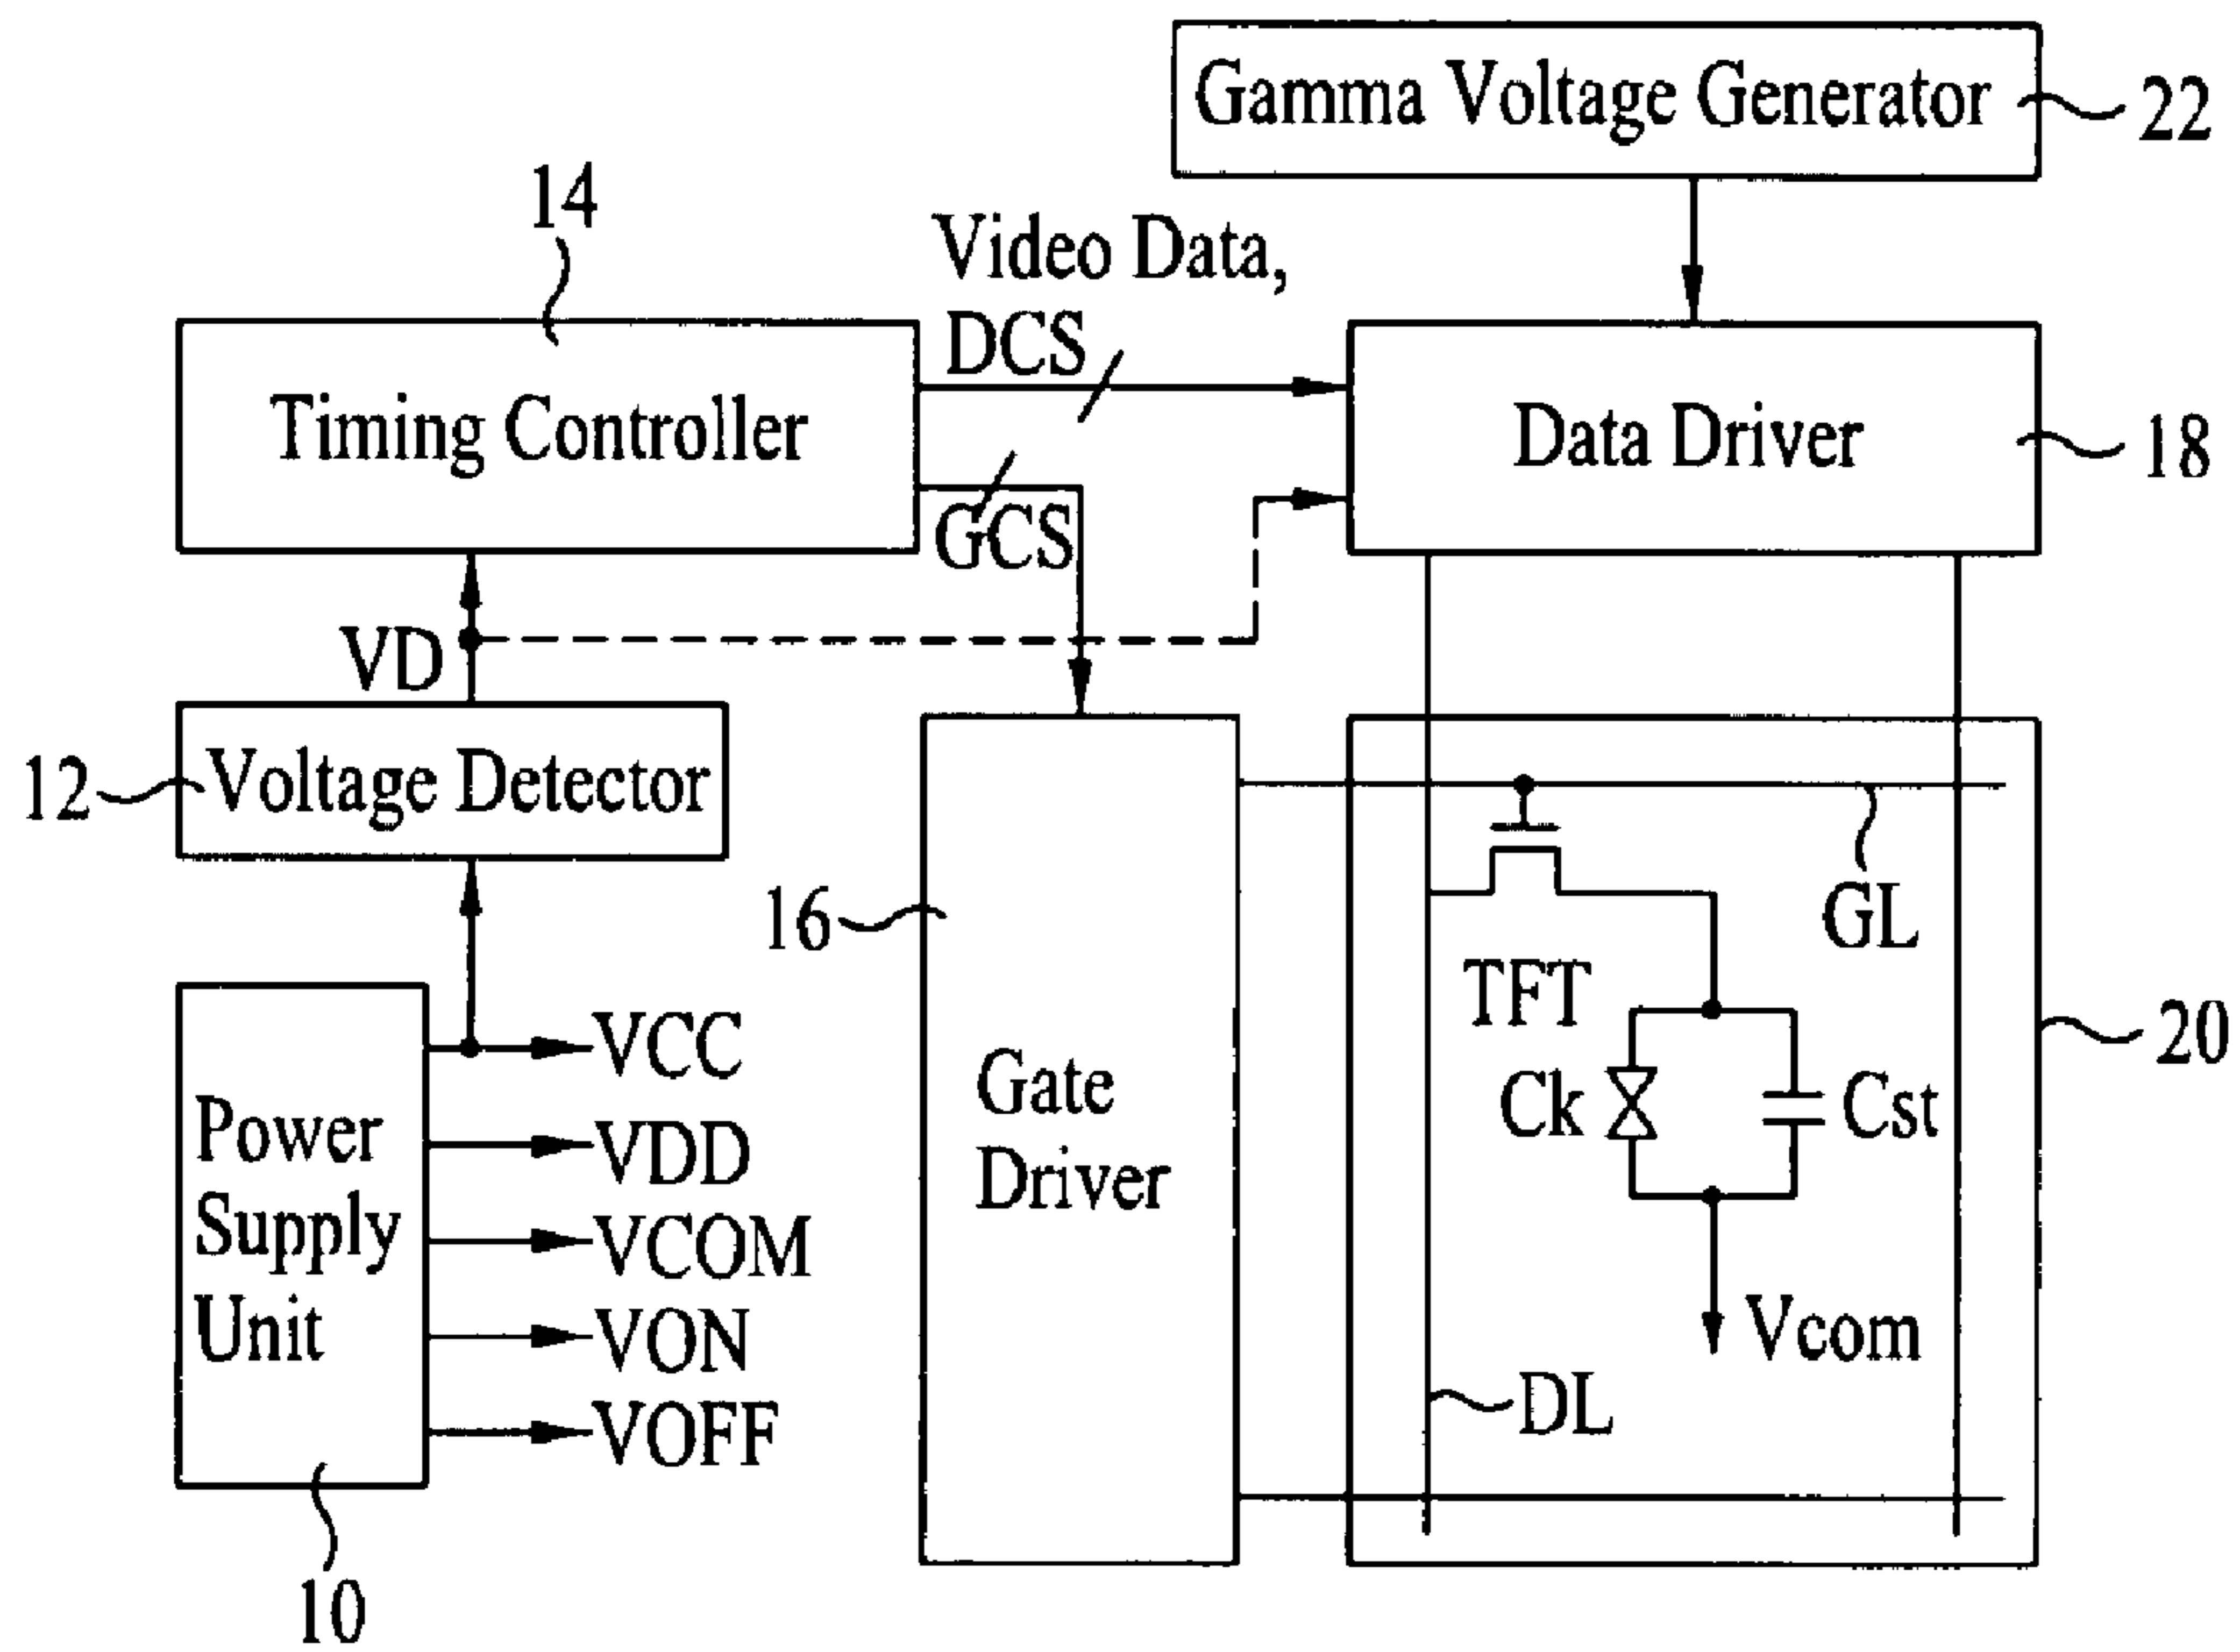 Gamma Voltage Generator
22
14
Video Data,
DCS
Timing Controller
GCS
Data Driver
18
VD
12
Voltage Detector
16
GL
TFT
20
VCC
Ck
Cst
Gate
Driver
Power
Supply
Unit
VDD
VCOM
VON
VOFF
Vcom
DL
10